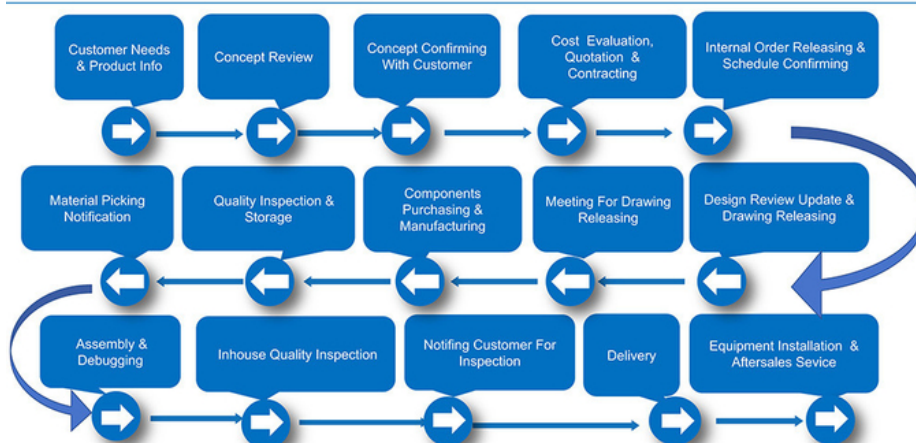 Customer Needs
& Product Info
Concept Review
Concept Confirming
With Customer
Cost Evaluation,
Quotation &
Contracting
Internal Order Releasing &
Schedule Confirming
Material Picking
Notification
Quality Inspection &
Storage
Components
Purchasing &
Manufacturing
Meeting For Drawing
Releasing
Design Review Update &
Drawing Releasing
Assembly &
Debugging
Inhouse Quality Inspection
Notifing Customer For
Inspection
Delivery
Equipment Installation &
Aftersales Sevice